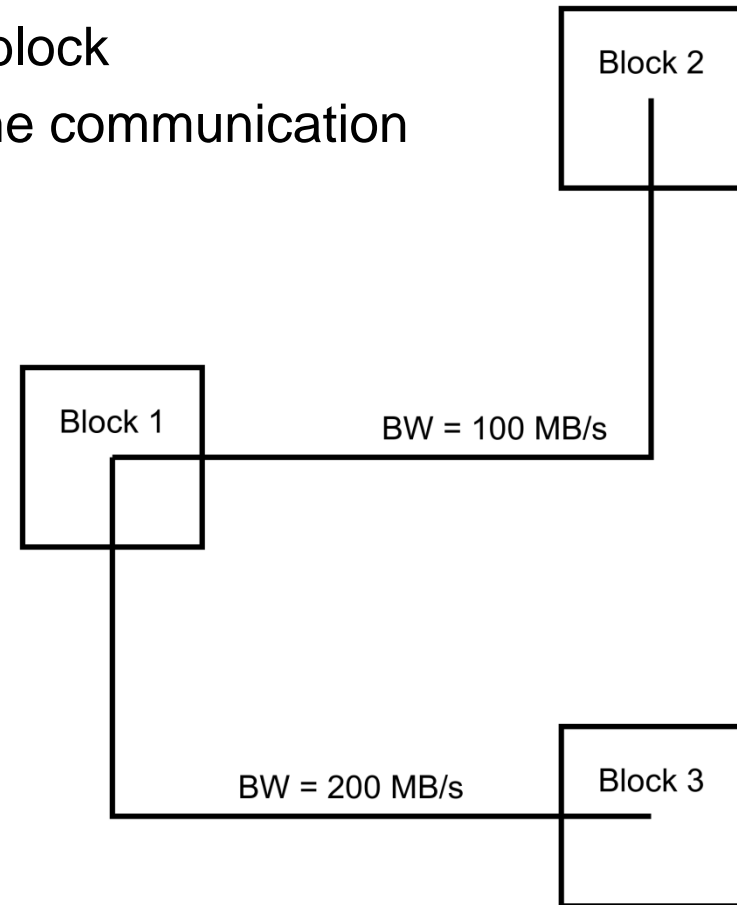 block
he communication
Block 2
Block 1
BW = 100 MB/s
BW = 200 MB/s
Block 3